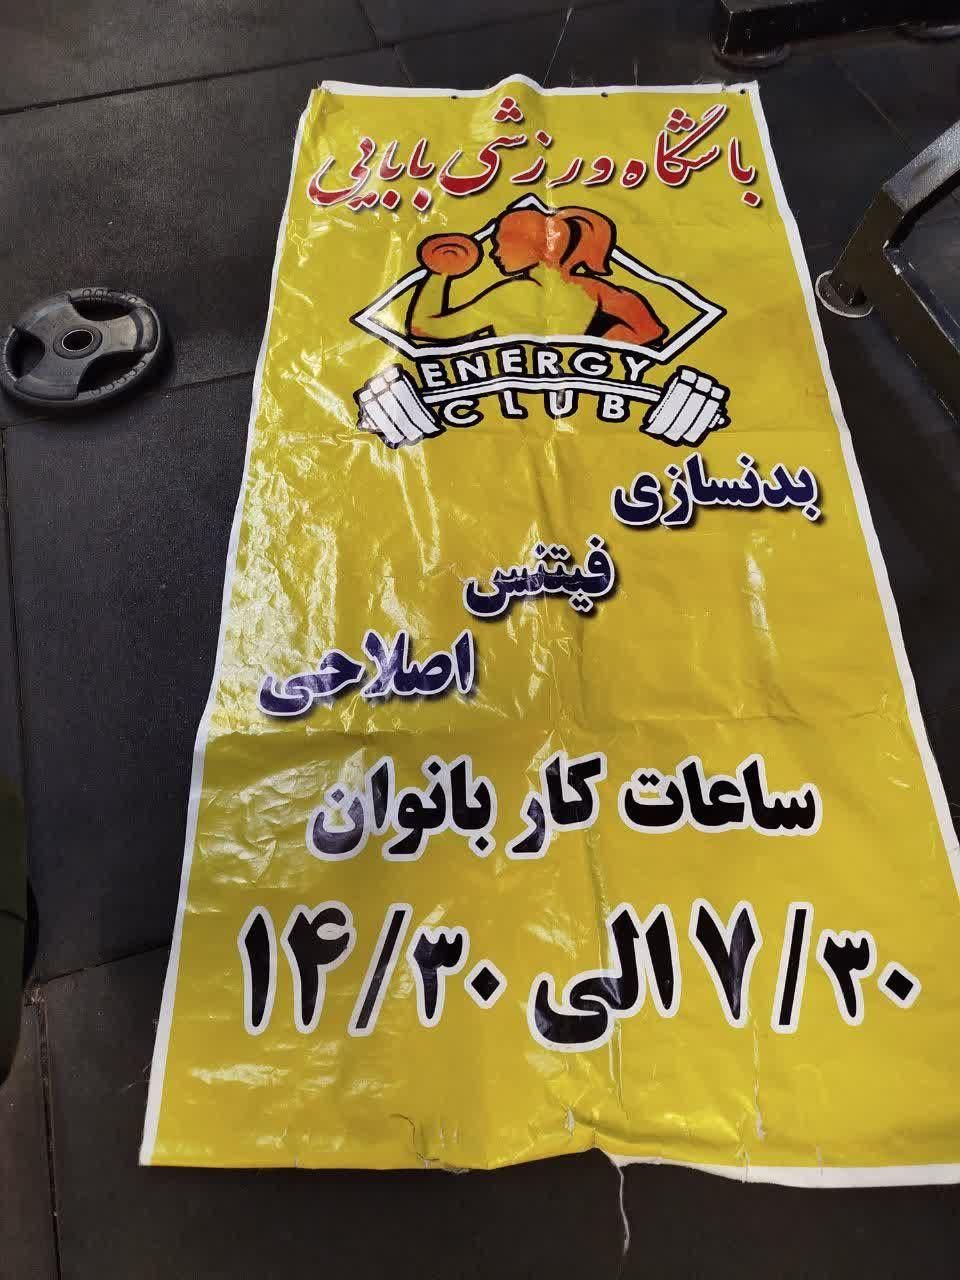 باشگاه ورزشی بابایی
ENERGY
CLUB
بدنسازی
فیتنس
اصلاحی
ساعات کار بانوان
۷/۳۰ الی ۱۴/۳۰